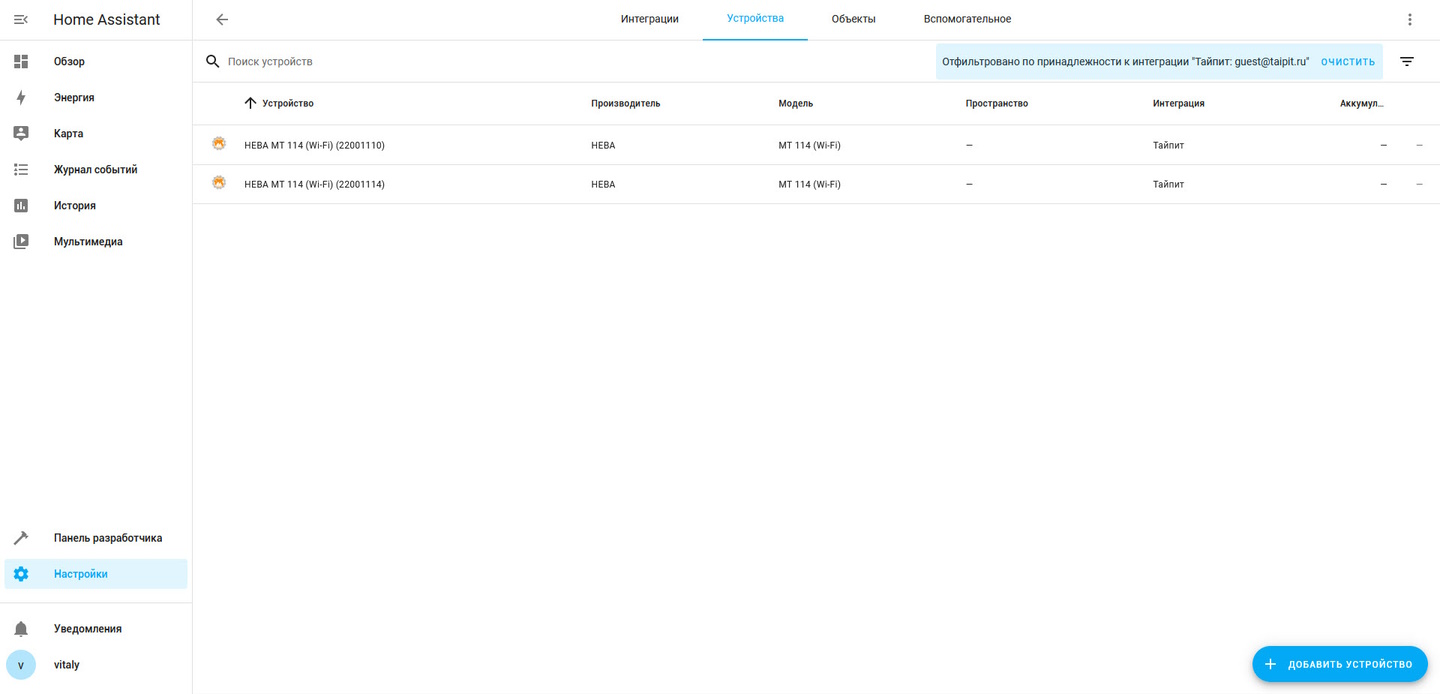 Home Assistant
Интеграции
Устройства
Объекты
Вспомогательное
Обзор
Энергия
Карта
Журнал событий
История
Мультимедиа
Панель разработчика
Настройки
Уведомления
v
vitaly
Поиск устройств
Отфильтровано по принадлежности к интеграции "Тайпит: guest@taipit.ru"
ОЧИСТИТЬ
Устройство Производитель Модель Пространство Интеграция Аккумул...
НЕВА МТ 114 (Wi-Fi) (22001110) НЕВА МТ 114 (Wi-Fi) — Тайпит — —
НЕВА МТ 114 (Wi-Fi) (22001114) НЕВА МТ 114 (Wi-Fi) — Тайпит — —
ДОБАВИТЬ УСТРОЙСТВО